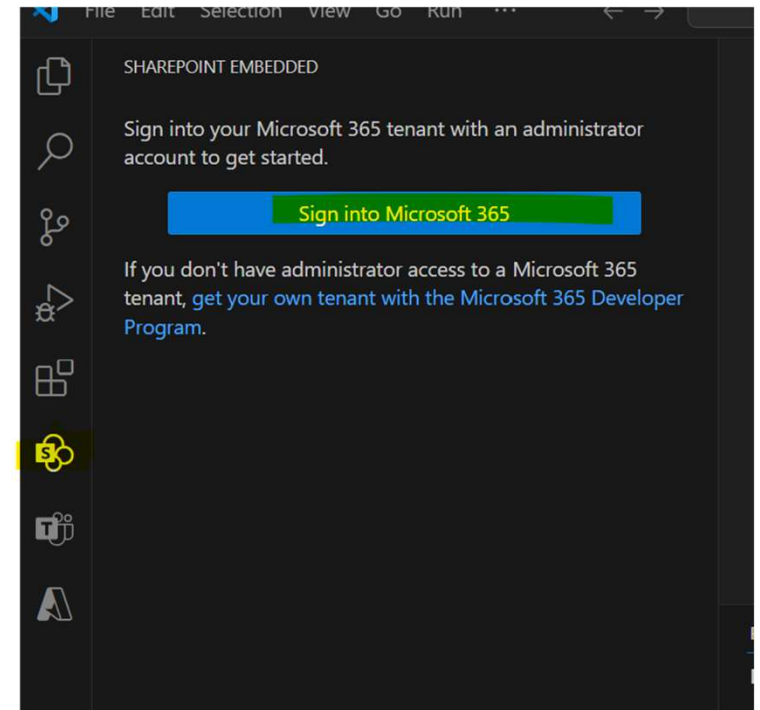 File Edit Selection View Go Run ...
SHAREPOINT EMBEDDED
Sign into your Microsoft 365 tenant with an administrator
account to get started.
Sign into Microsoft 365
If you don't have administrator access to a Microsoft 365
tenant, get your own tenant with the Microsoft 365 Developer
Program.